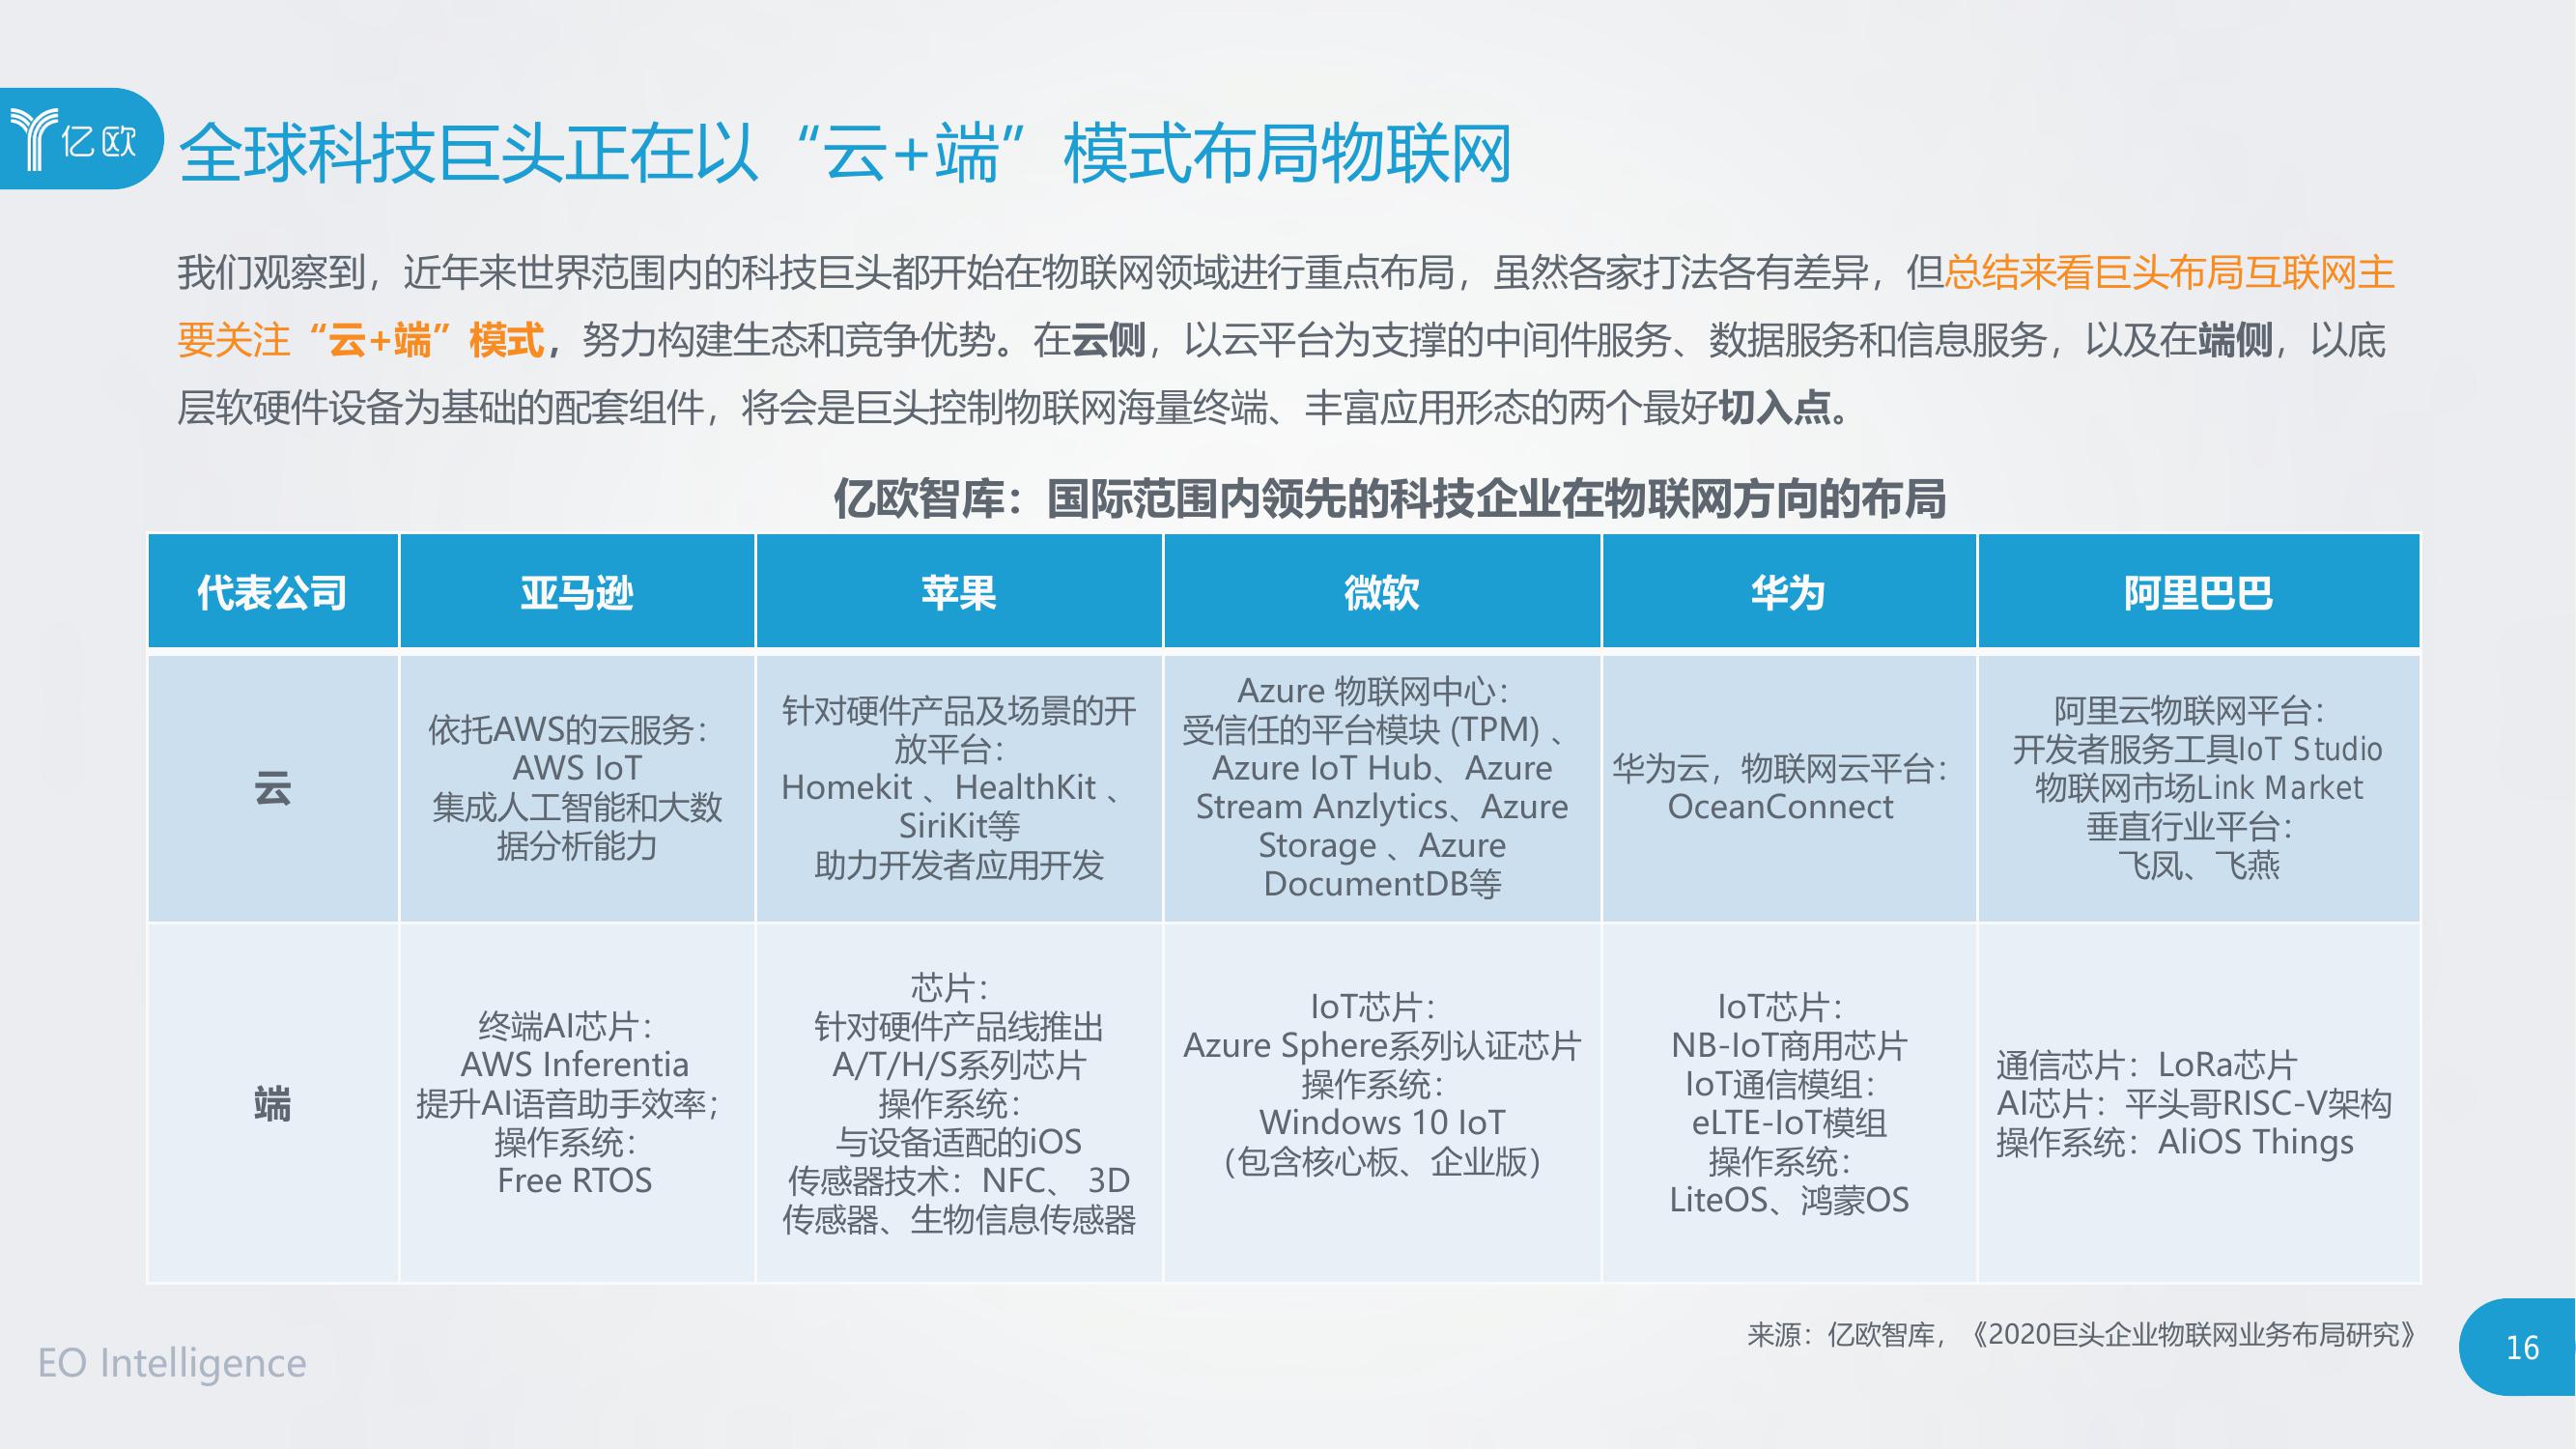 亿欧
全球科技巨头正在以“云+端”模式布局物联网
我们观察到，近年来世界范围内的科技巨头都开始在物联网领域进行重点布局，虽然各家打法各有差异，但总结来看巨头布局互联网主
要关注“云+端”模式，努力构建生态和竞争优势。在云侧，以云平台为支撑的中间件服务、数据服务和信息服务，以及在端侧，以底
层软硬件设备为基础的配套组件，将会是巨头控制物联网海量终端、丰富应用形态的两个最好切入点。
亿欧智库：国际范围内领先的科技企业在物联网方向的布局
代表公司
亚马逊
苹果
微软
华为
阿里巴巴
云
依托AWS的云服务：
AWS IoT
集成人工智能和大数
据分析能力
针对硬件产品及场景的开
放平台：
Homekit 、HealthKit 、
SiriKit等
助力开发者应用开发
Azure 物联网中心：
受信任的平台模块 (TPM) 、
Azure IoT Hub、Azure
Stream Anzlytics、Azure
Storage 、Azure
DocumentDB等
华为云，物联网云平台：
OceanConnect
阿里云物联网平台：
开发者服务工具IoT Studio
物联网市场Link Market
垂直行业平台：
飞凤、飞燕
端
终端AI芯片：
AWS Inferentia
提升AI语音助手效率；
操作系统：
Free RTOS
芯片：
针对硬件产品线推出
A/T/H/S系列芯片
操作系统：
与设备适配的iOS
传感器技术：NFC、 3D
传感器、生物信息传感器
IoT芯片：
Azure Sphere系列认证芯片
操作系统：
Windows 10 IoT
（包含核心板、企业版）
IoT芯片：
NB-IoT商用芯片
IoT通信模组：
eLTE-IoT模组
操作系统：
LiteOS、鸿蒙OS
通信芯片：LoRa芯片
AI芯片：平头哥RISC-V架构
操作系统：AliOS Things
来源：亿欧智库，《2020巨头企业物联网业务布局研究》
EO Intelligence
16